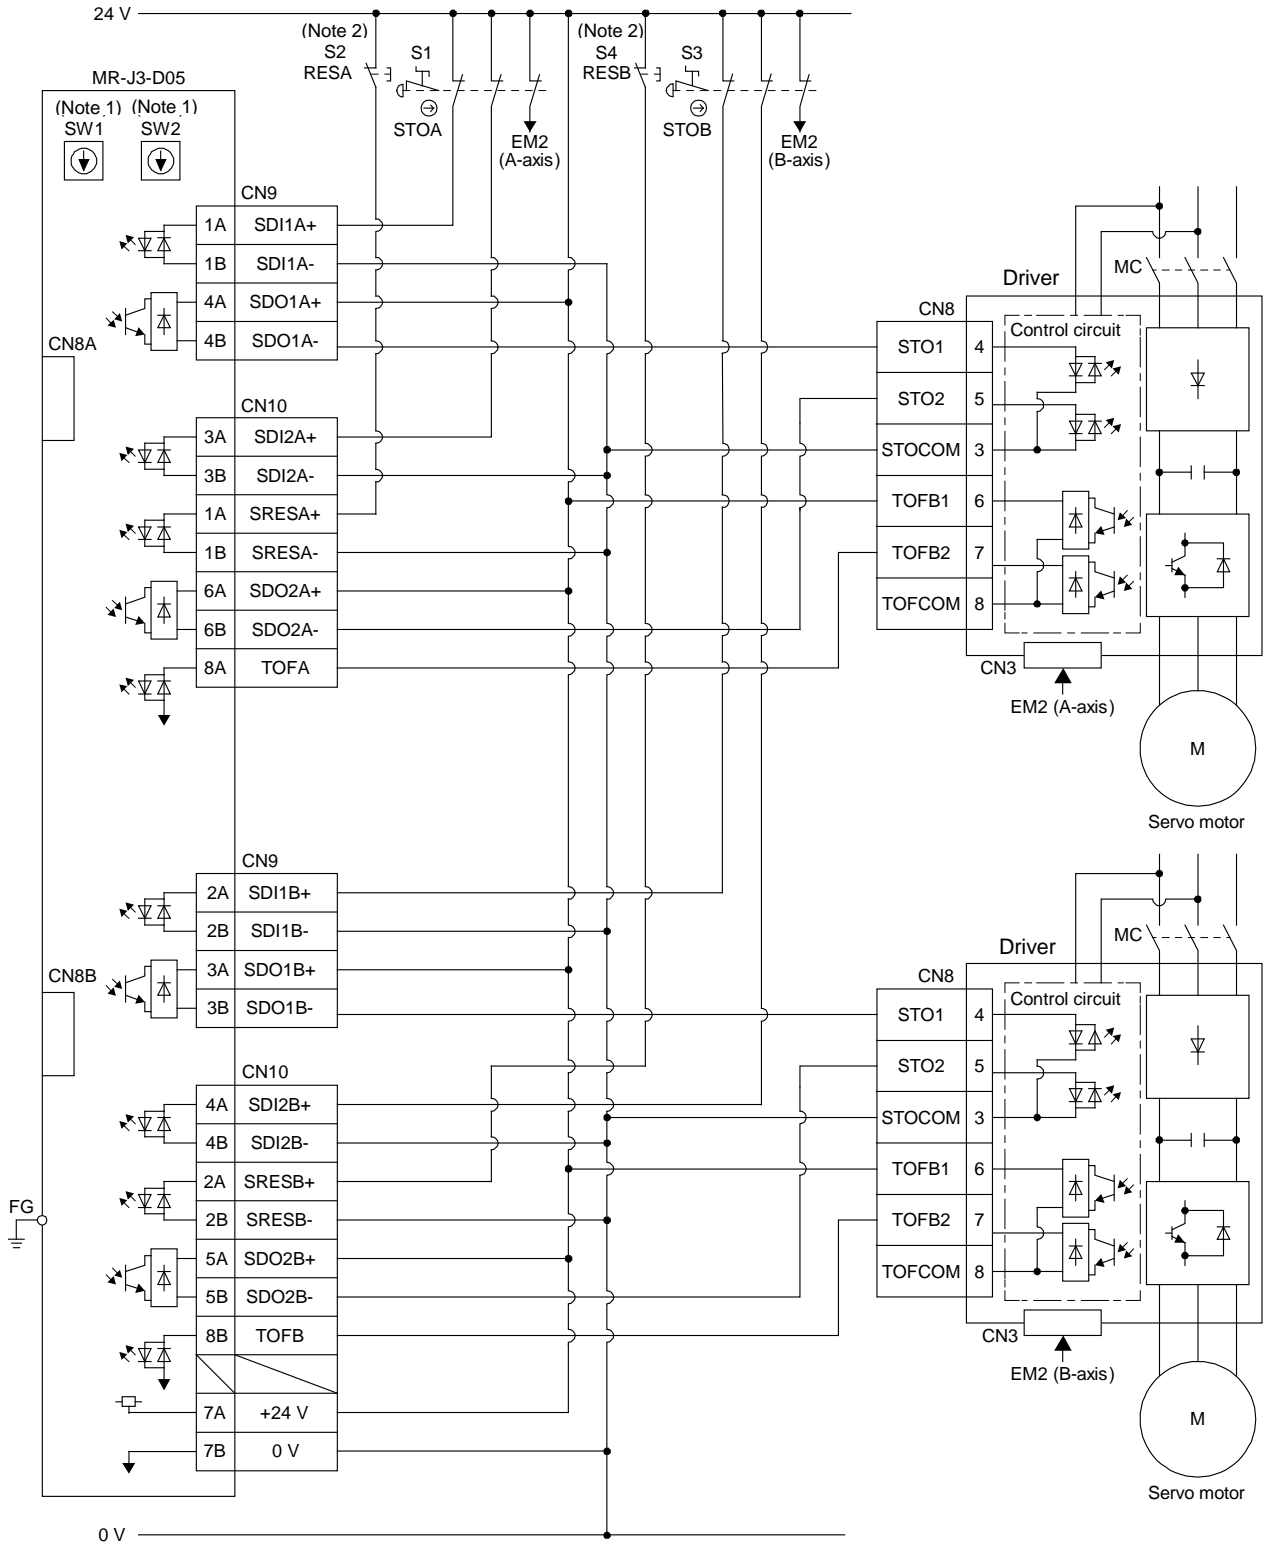 24 V
(Note 2)
S2
RESA
S1
STOA
EM2
(A-axis)
(Note 2)
S4
RESB
S3
STOB
EM2
(B-axis)
MR-J3-D05
(Note 1) (Note 1)
SW1 SW2
CN9
1A SDI1A+
1B SDI1A-
4A SDO1A+
4B SDO1A-
CN8A
CN10
3A SDI2A+
3B SDI2A-
1A SRESA+
1B SRESA-
6A SDO2A+
6B SDO2A-
8A TOFA
MC
Driver
CN8
Control circuit
STO1 4
STO2 5
STOCOM 3
TOFB1 6
TOFB2 7
TOFCOM 8
CN3
EM2 (A-axis)
M
Servo motor
CN9
2A SDI1B+
2B SDI1B-
3A SDO1B+
3B SDO1B-
CN8B
CN10
4A SDI2B+
4B SDI2B-
2A SRESB+
2B SRESB-
5A SDO2B+
5B SDO2B-
8B TOFB
7A +24 V
7B 0 V
FG
MC
Driver
CN8
Control circuit
STO1 4
STO2 5
STOCOM 3
TOFB1 6
TOFB2 7
TOFCOM 8
CN3
EM2 (B-axis)
M
Servo motor
0 V